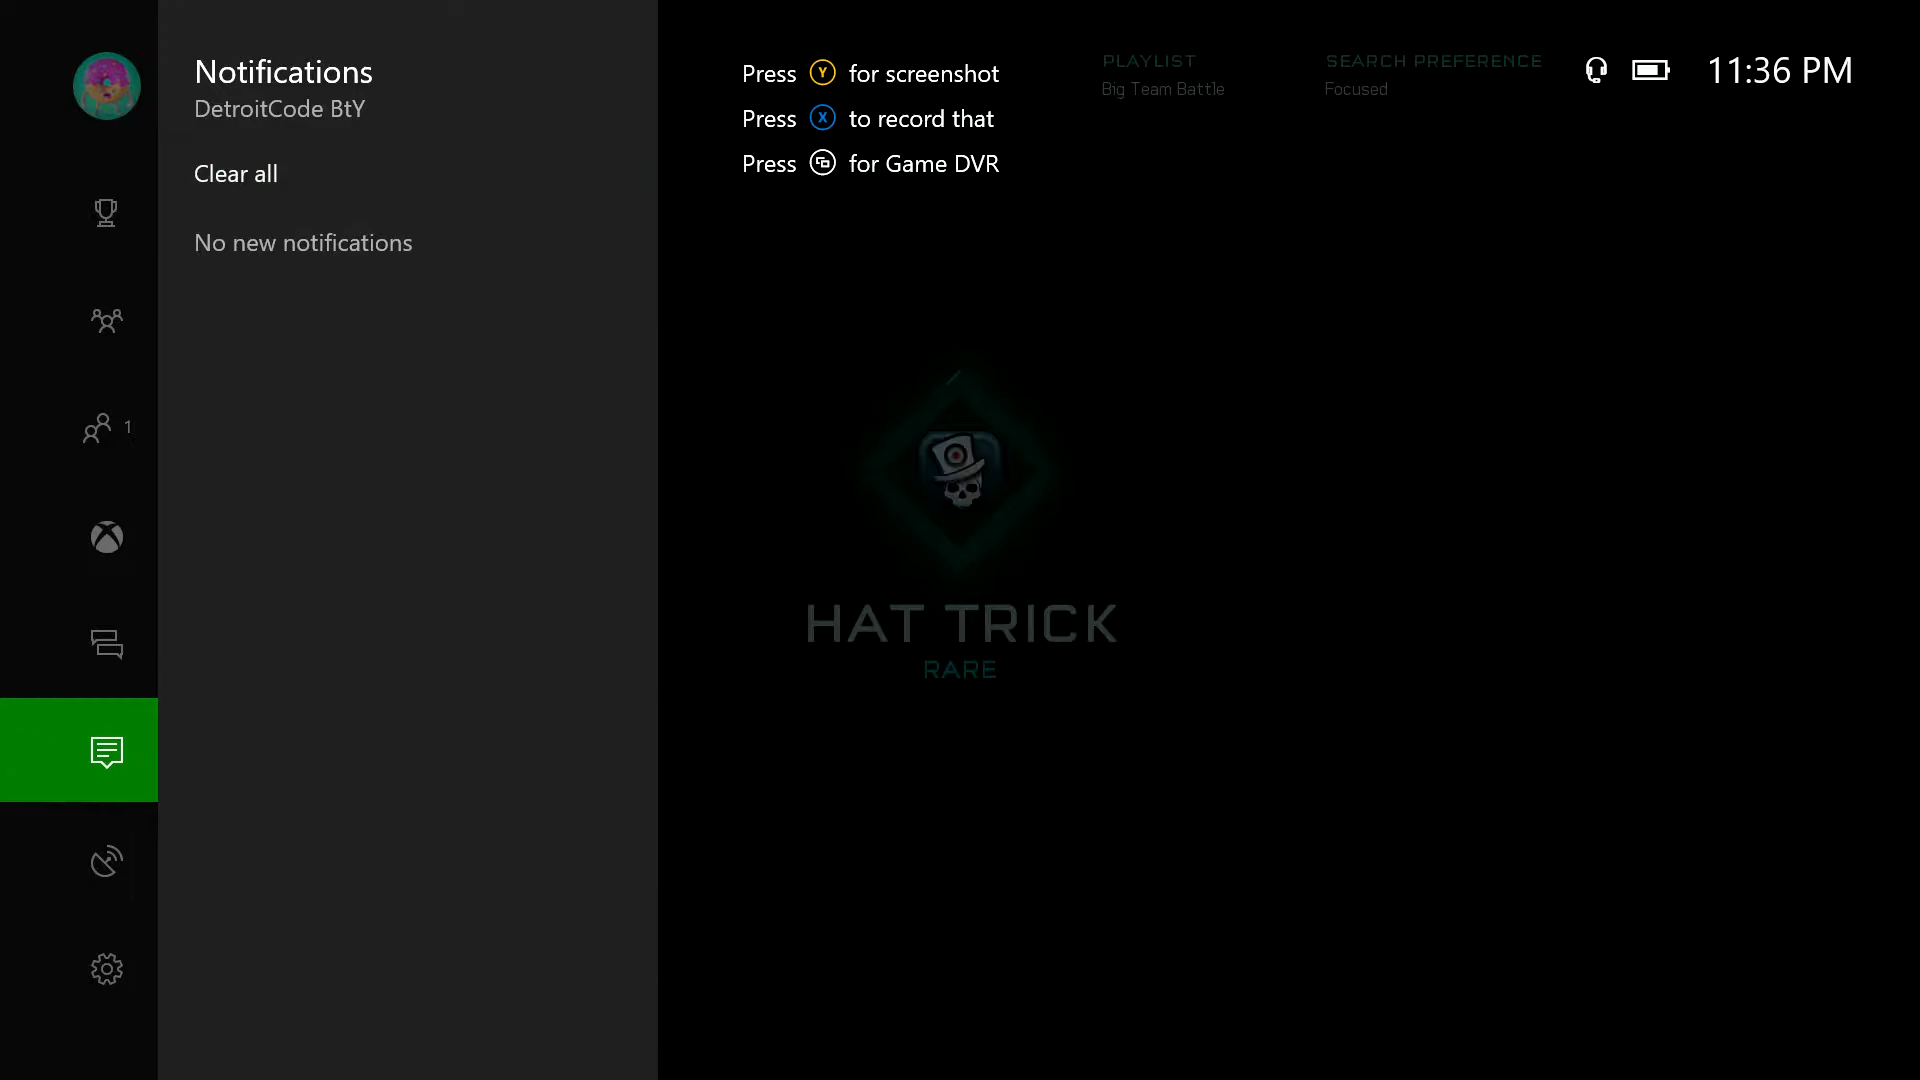 Notifications
DetroitCode BtY
Clear all
No new notifications
1
Press Y for screenshot
Press X to record that
Press for Game DVR
PLAYLIST
Big Team Battle
SEARCH PREFERENCE
Focused
11:36 PM
HAT TRICK
RARE